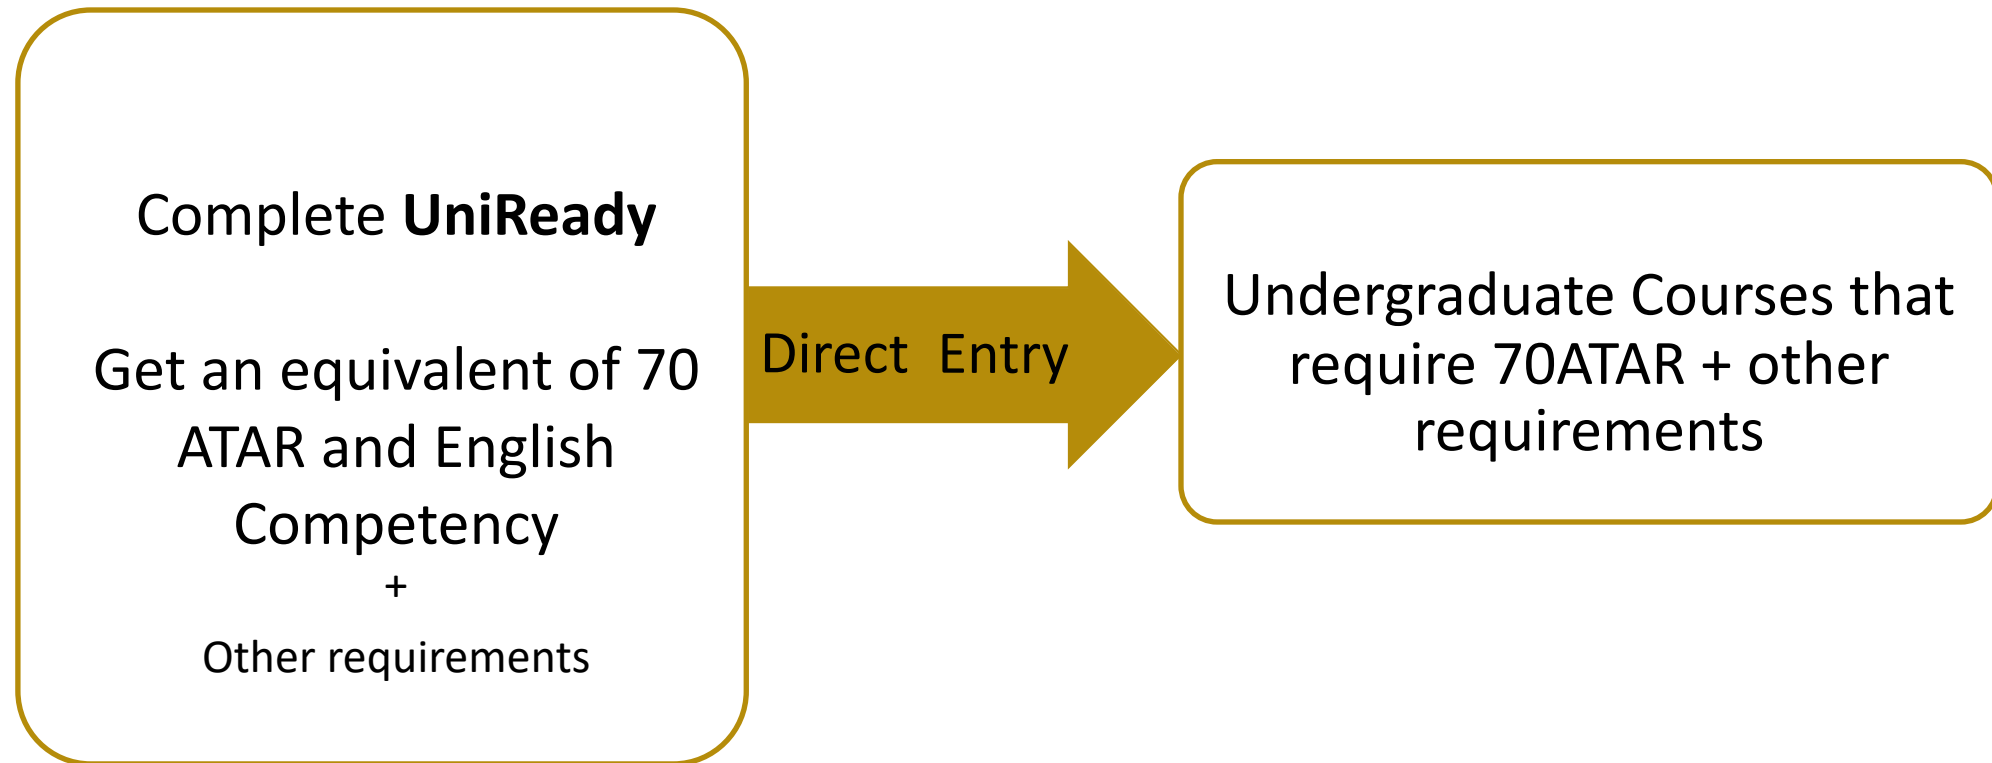 Complete UniReady
Get an equivalent of 70
ATAR and English
Competency
+
Other requirements
Direct  Entry
Undergraduate Courses that
require 70ATAR + other
requirements